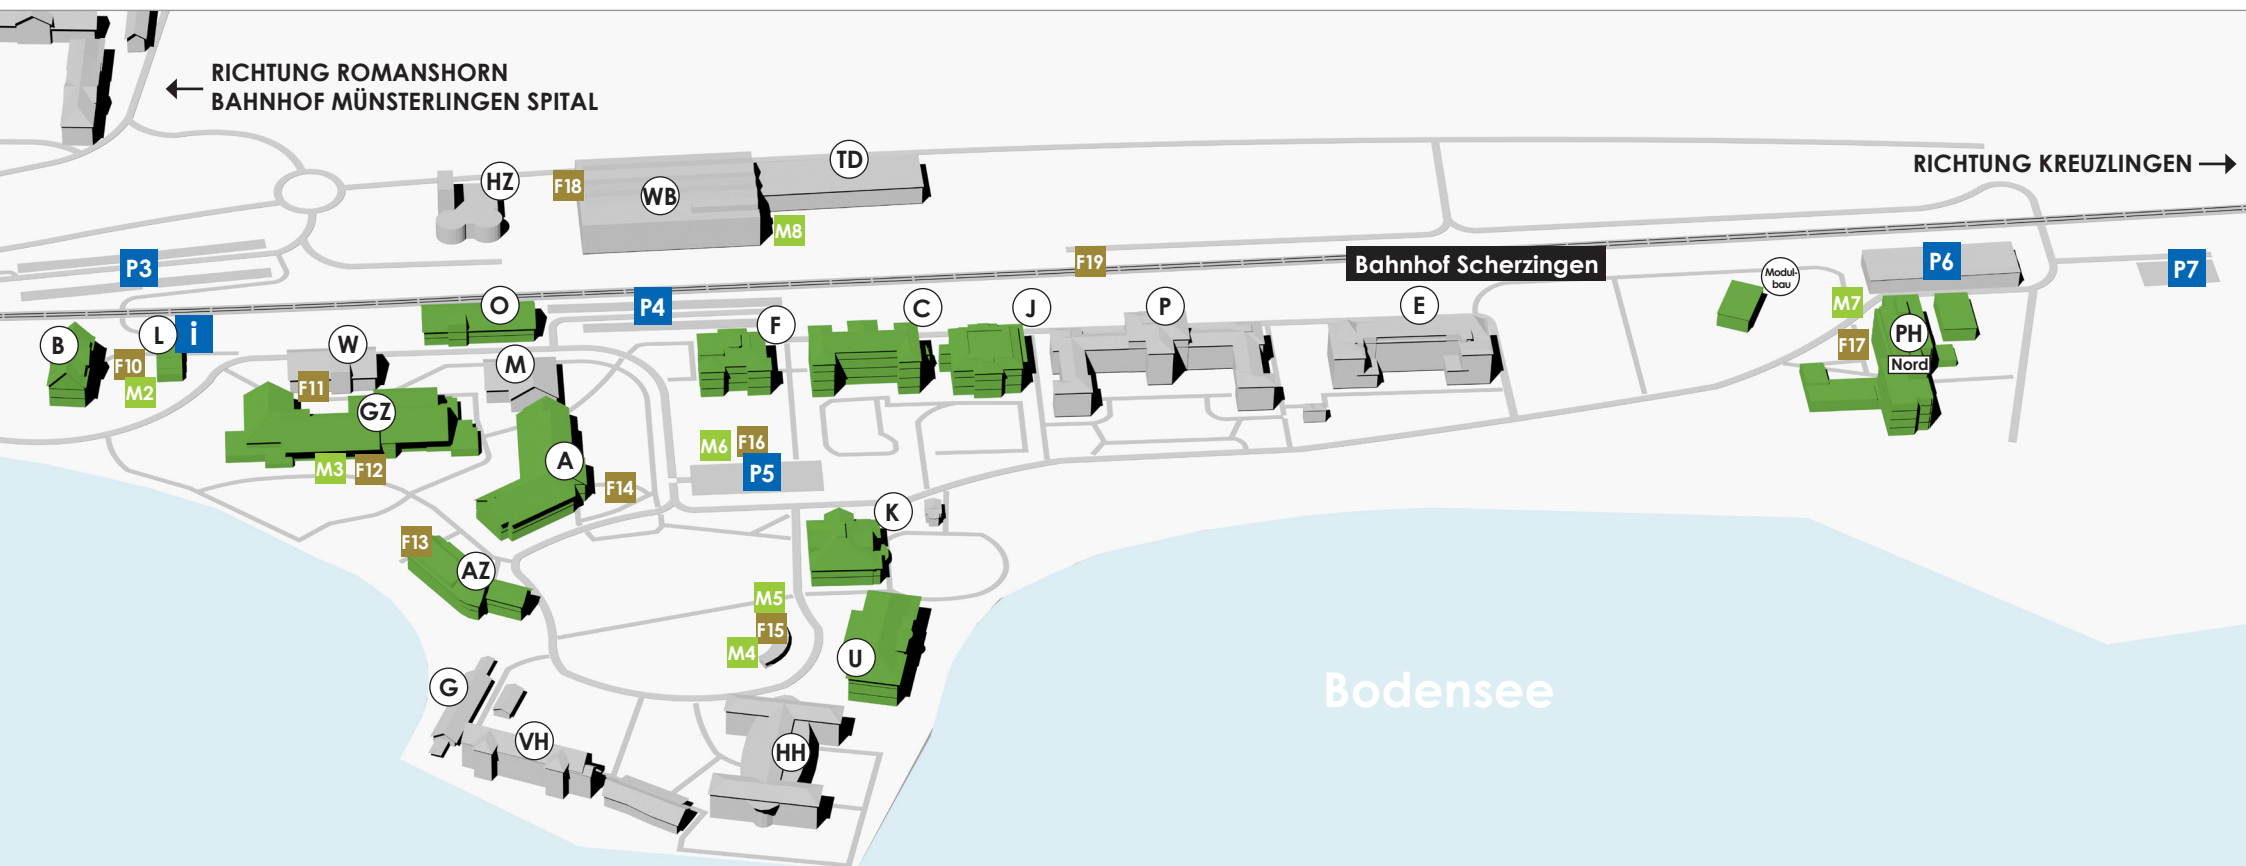 RICHTUNG ROMANSHORN
BAHNHOF MÜNSTERLINGEN SPITAL
RICHTUNG KREUZLINGEN
TD
HZ
F18
WB
M8
P3
F19
Bahnhof Scherzingen
Modul-
bau
P6
P7
O
P4
F
C
J
P
E
M7
B
L
i
W
M
F17
PH
Nord
F10
M2
F11
GZ
M3
F12
A
F14
M6
F16
P5
K
F13
AZ
M5
F15
M4
U
G
VH
HH
Bodensee